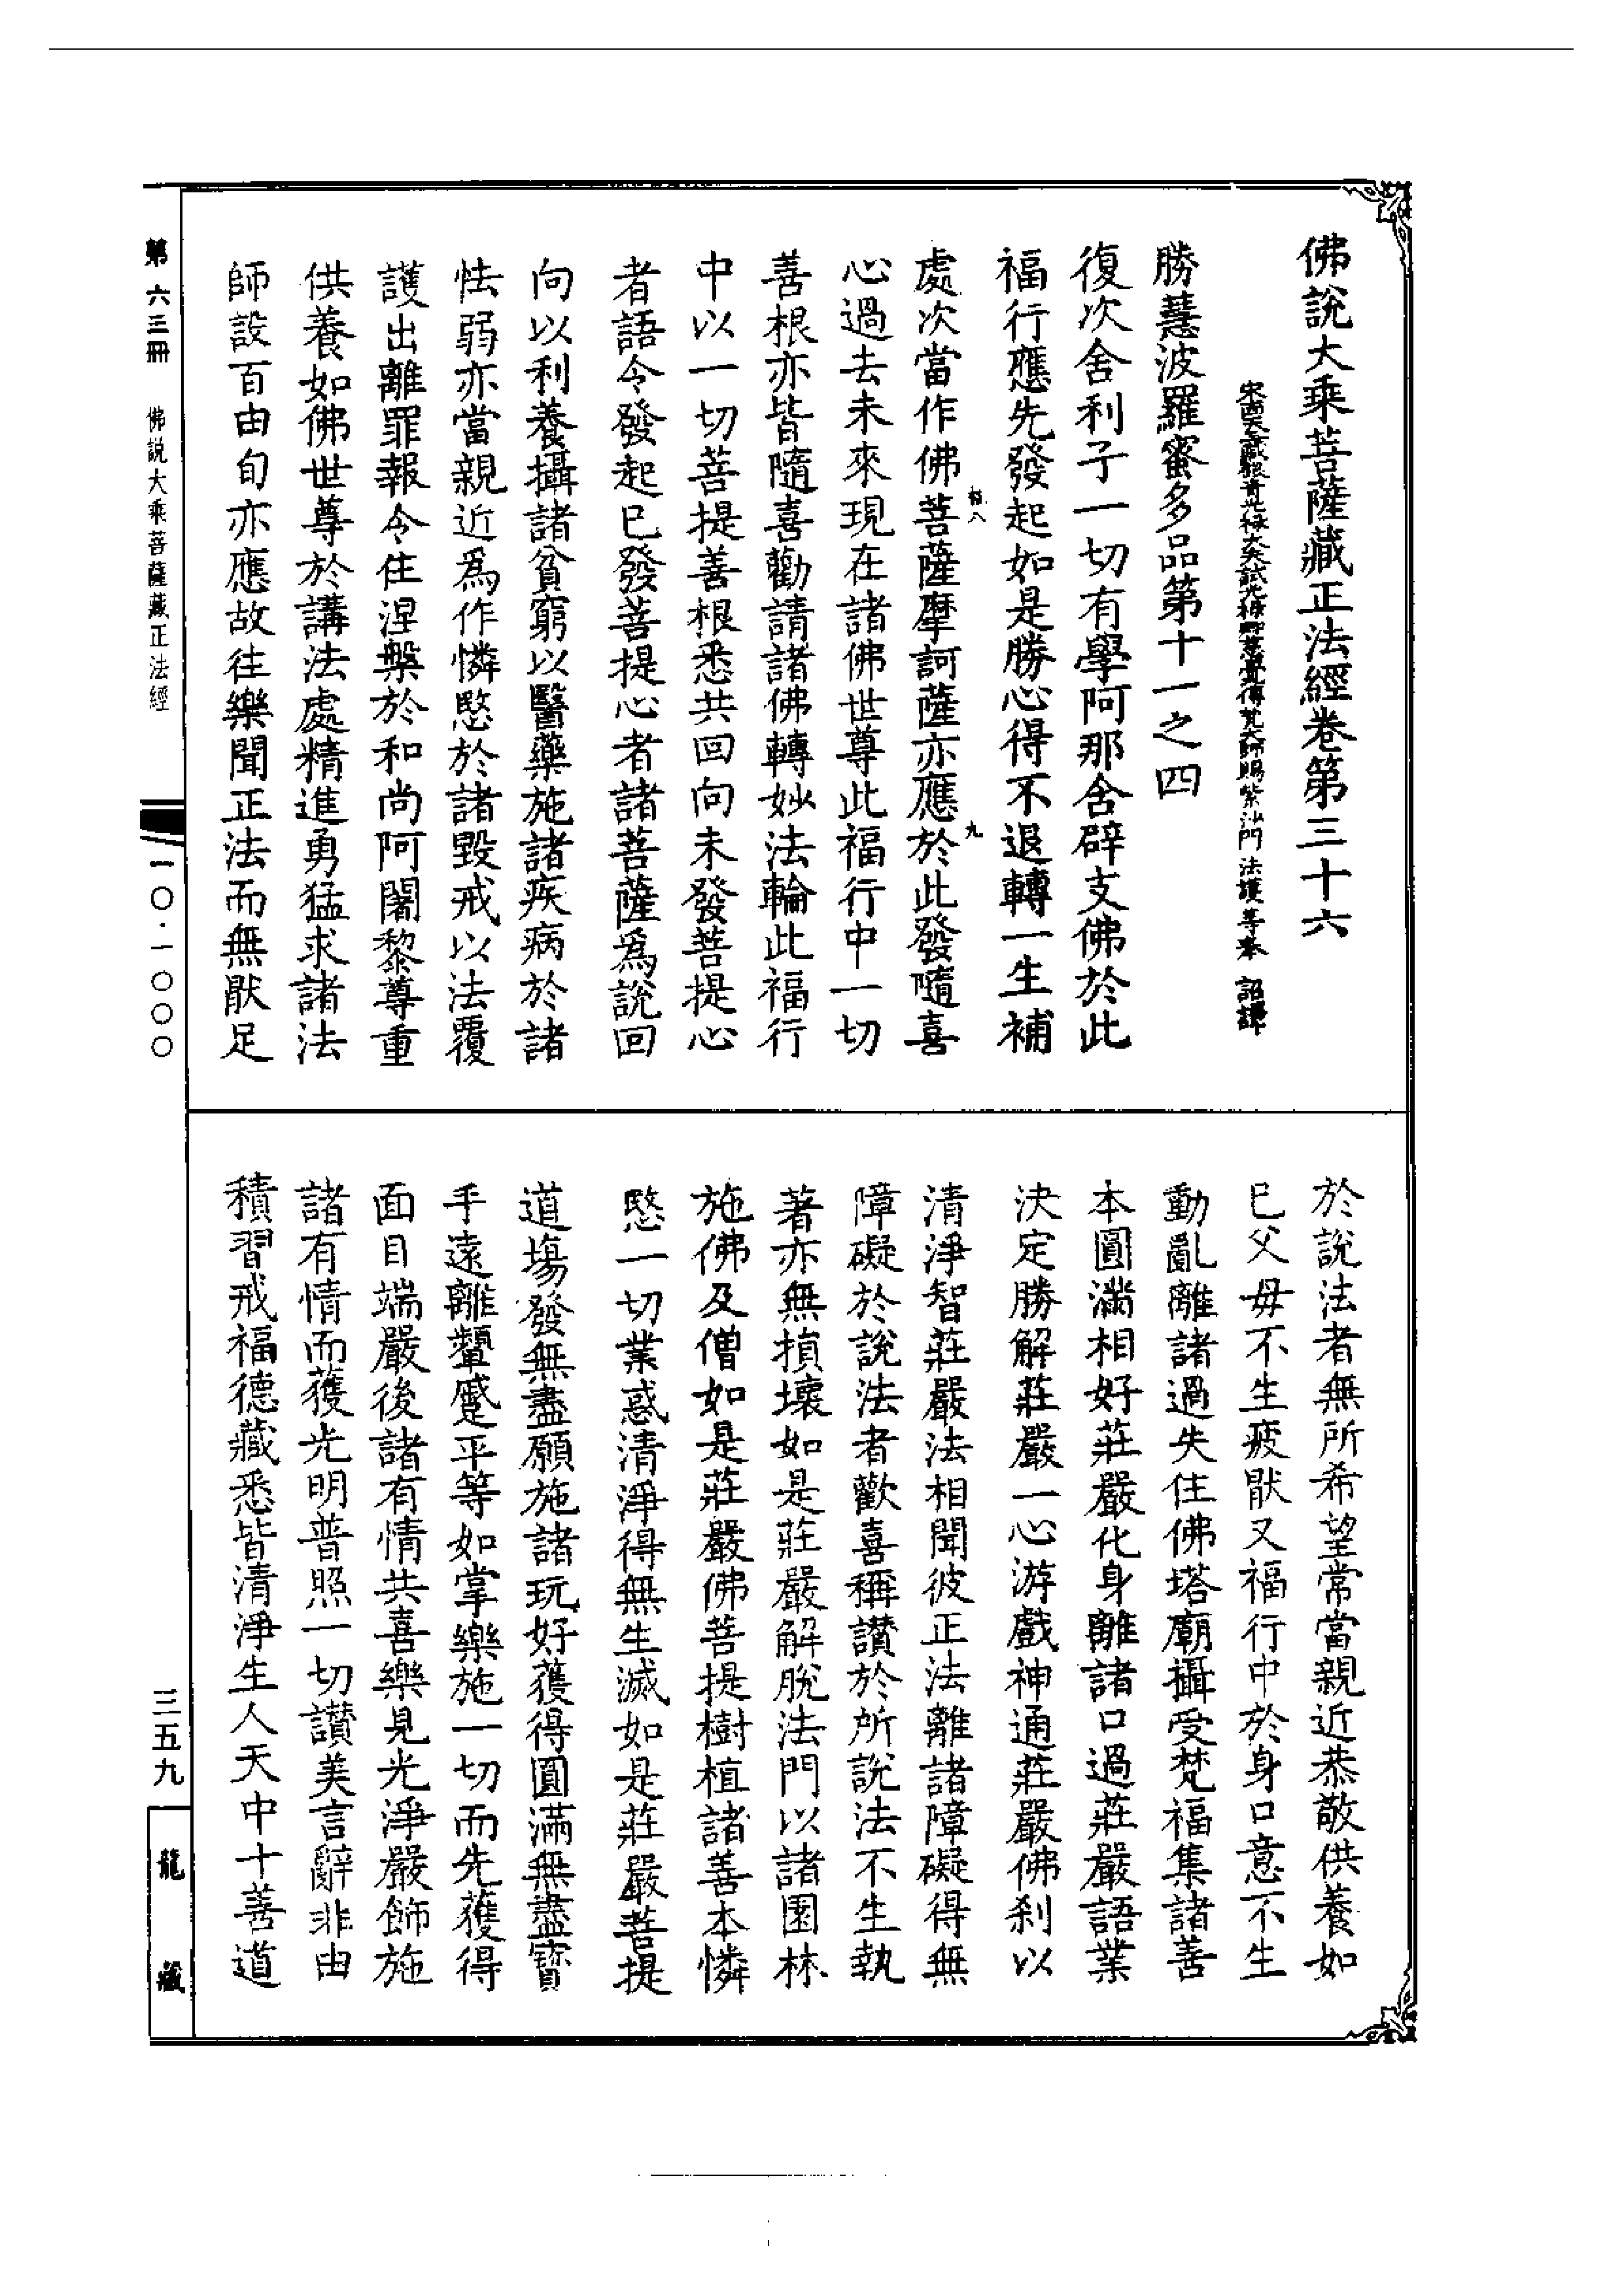 佛說大乘菩薩藏正法經卷第三十六
宋西天三藏銀青光祿大夫試光祿卿普覺傳梵大師賜紫沙門法護等奉 詔譯
勝慧波羅蜜多品第十一之四
復次舍利子一切有學阿那含辟支佛於此
福行應先發起如是勝心得不退轉一生補
處次當作佛菩薩摩訶薩亦應於此發隨喜
九
心過去未來現在諸佛世尊此福行中一切
善根亦皆隨喜勸請諸佛轉妙法輪此福行
中以一切菩提善根悉共回向未發菩提心
者語令發起已發菩提心者諸菩薩爲說回
向以利養攝諸貧窮以醫藥施諸疾病於諸
怯弱亦當親近爲作憐愍於諸毀戒以法覆
護出離罪報令住涅槃於和尚阿闍黎尊重
供養如佛世尊於講法處精進勇猛求諸法
師設百由旬亦應故往樂聞正法而無猒足
於說法者無所希望常當親近恭敬供養如
已父母不生疲猒又福行中於身口意不生
動亂離諸過失住佛塔廟攝受梵福集諸善
本圓滿相好莊嚴化身離諸口過莊嚴語業
決定勝解莊嚴一心游戲神通莊嚴佛剎以
清淨智莊嚴法相聞彼正法離諸障礙得無
障礙於說法者歡喜稱讃於所說法不生執
著亦無損壞如是莊嚴解脫法門以諸園林
施佛及僧如是莊嚴佛菩提樹植諸善本憐
愍一切業惑清淨得無生滅如是莊嚴菩提
道塲發無盡願施諸玩好獲得圓滿無盡寶
手遠離顰蹙平等如掌樂施一切而先獲得
面目端嚴後諸有情共喜樂見光淨嚴飾施
諸有情而獲光明普照一切讃美言辭非由
積習戒福德藏悉皆清淨生人天中十善道
第六三冊 佛說大乘菩薩藏正法經
一〇·一〇〇〇
三五九
龍藏